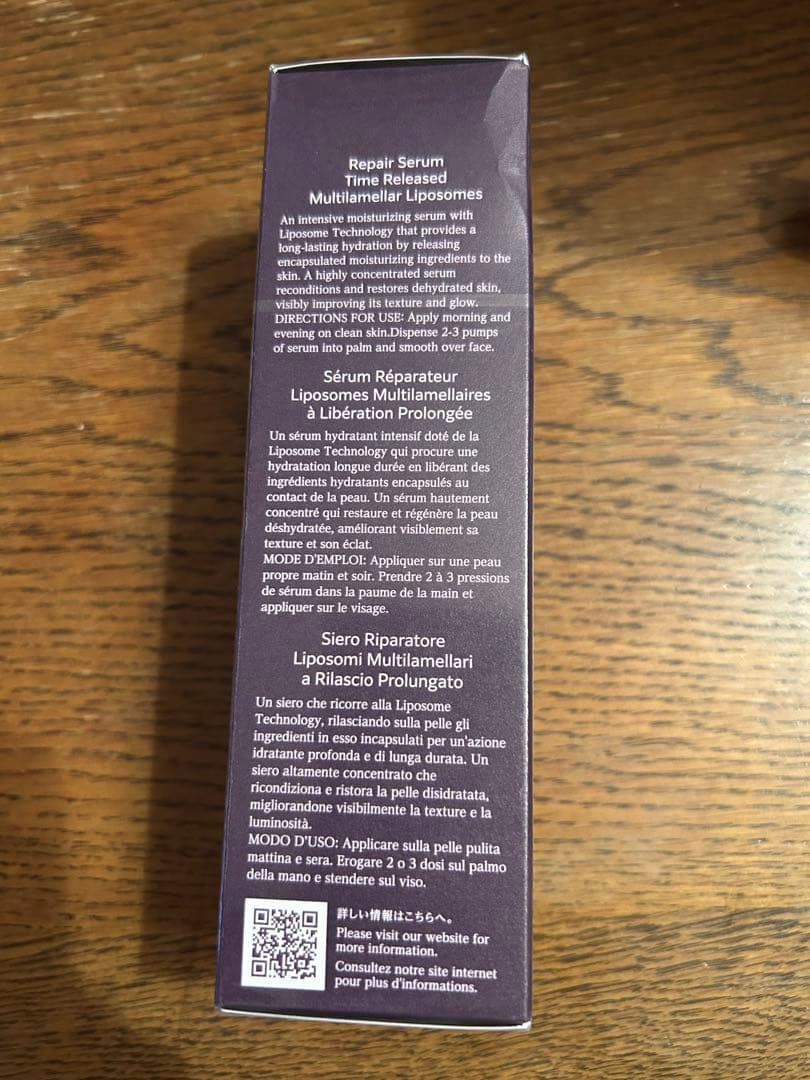 Repair Serum
Time Released
Multilamellar Liposomes
An intensive moisturizing serum with
Liposome Technology that provides a
long-lasting hydration by releasing
encapsulated moisturizing ingredients to the
skin. A highly concentrated serum
reconditions and restores dehydrated skin,
visibly improving its texture and glow.
DIRECTIONS FOR USE: Apply morning and
evening on clean skin.Dispense 2-3 pumps
of serum into palm and smooth over face.
Sérum Réparateur
Liposomes Multilamellaires
à Libération Prolongée
Un sérum hydratant intensif doté de la
Liposome Technology qui procure une
hydratation longue durée en libérant des
ingrédients hydratants encapsulés au
contact de la peau. Un sérum hautement
concentré qui restaure et régénère la peau
déshydratée, améliorant visiblement sa
texture et son éclat.
MODE D'EMPLOI: Appliquer sur une peau
propre matin et soir. Prendre 2 à 3 pressions
de sérum dans la paume de la main et
appliquer sur le visage.
Siero Riparatore
Liposomi Multilamellari
a Rilascio Prolungato
Un siero che ricorre alla Liposome
Technology, rilasciando sulla pelle gli
ingredienti in esso incapsulati per un'azione
idratante profonda e di lunga durata. Un
siero altamente concentrato che
ricondiziona e ristora la pelle disidratata,
migliorandone visibilmente la texture e la
luminosità.
MODO D'USO: Applicare sulla pelle pulita
mattina e sera. Erogare 2 o 3 dosi sul palmo
della mano e stendere sul viso.
詳しい情報はこちらへ。
Please visit our website for
more information.
Consultez notre site internet
pour plus d'informations.